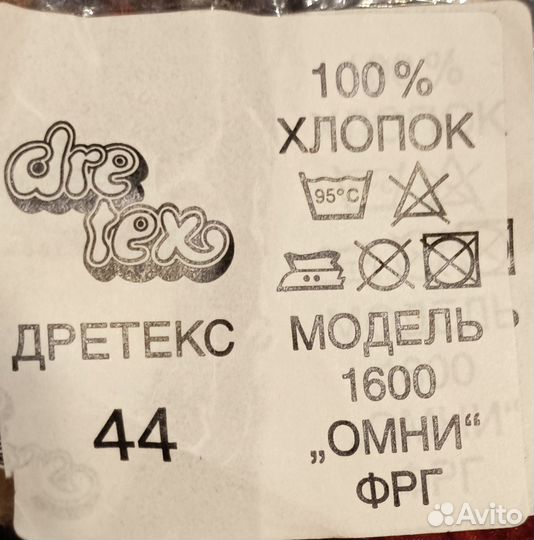 dre
tex
ДРЕТЕКС
44
100%
ХЛОПОК
95°C
МОДЕЛЬ
1600
„ОМНИ“
ФРГ
Avito